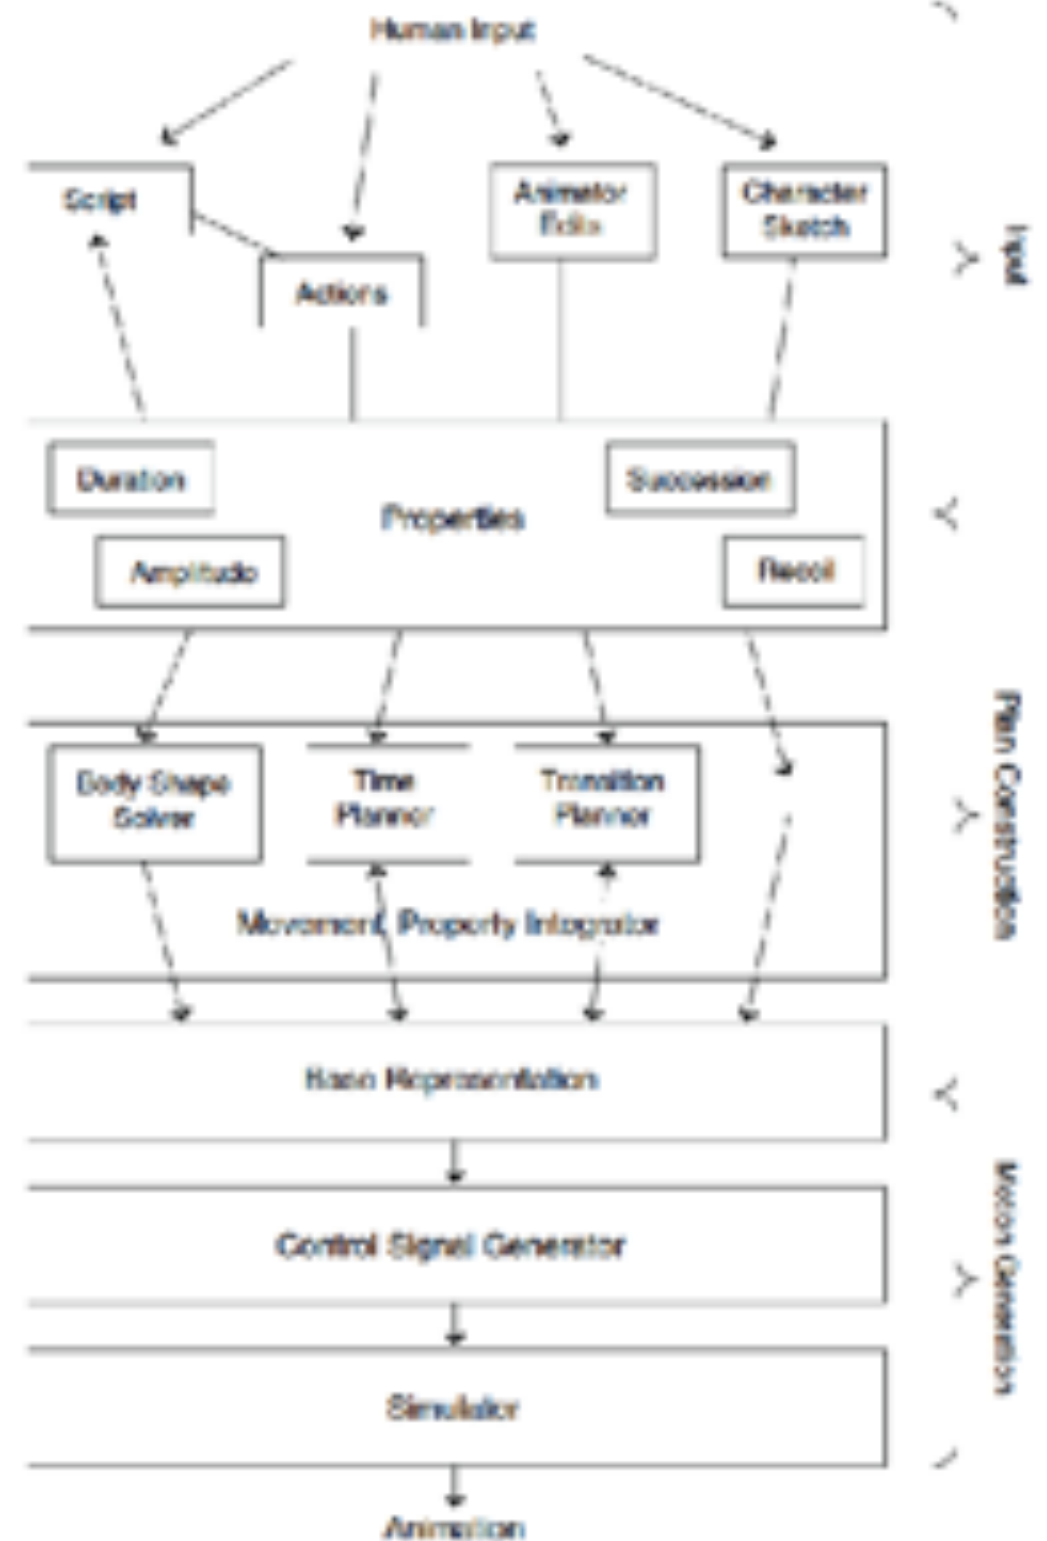 Human Input
Script
Animator
Edits
Character
Sketch
Actions
Input
Duration
Succession
Properties
Amplitude
Recoil
Body Shape
Solver
Time
Planner
Transition
Planner
Movement Property Integrator
Plan Construction
Base Representation
Control Signal Generator
Motion Generation
Simulator
Animation